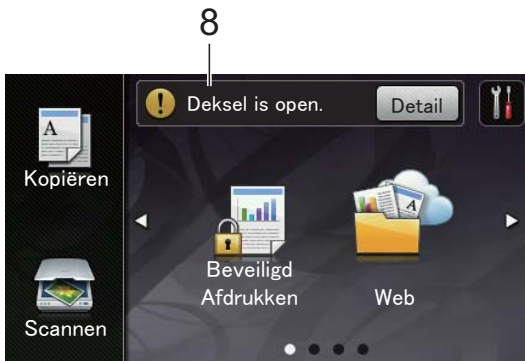 8
Deksel is open. Detail
Kopiëren
Beveiligd
Afdrukken
Web
Scannen